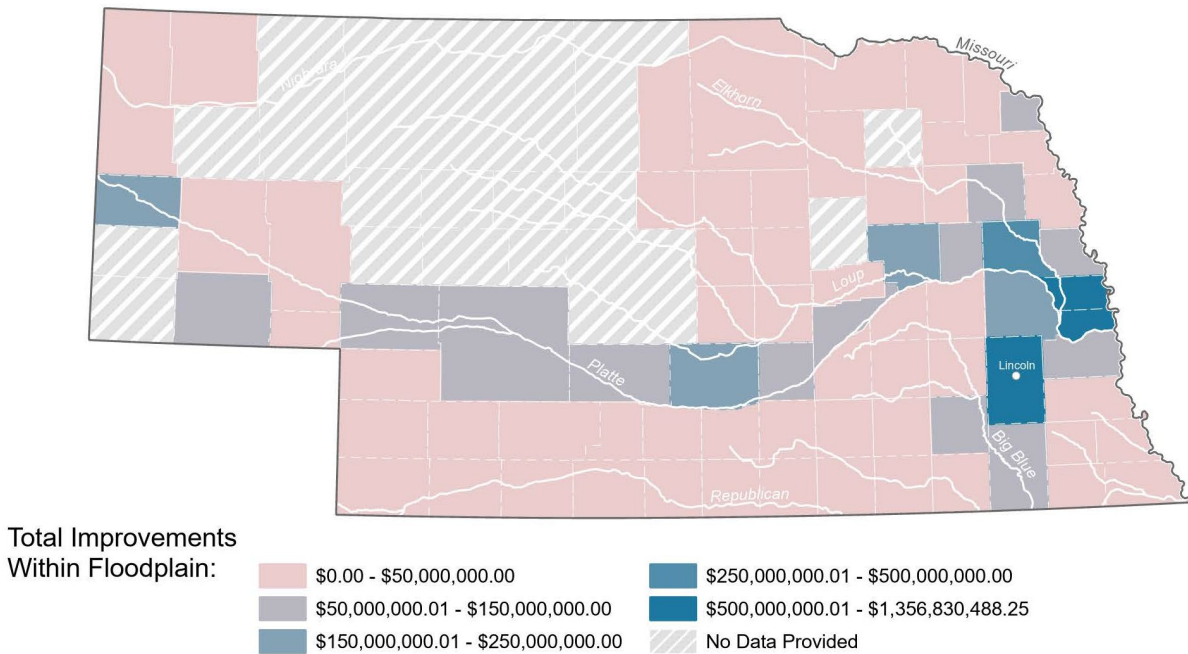 Missouri
Niobrara
Elkhorn
Loup
Platte
Lincoln
Big Blue
Republican
Total Improvements
Within Floodplain:
$0.00 - $50,000,000.00
$50,000,000.01 - $150,000,000.00
$150,000,000.01 - $250,000,000.00
$250,000,000.01 - $500,000,000.00
$500,000,000.01 - $1,356,830,488.25
No Data Provided